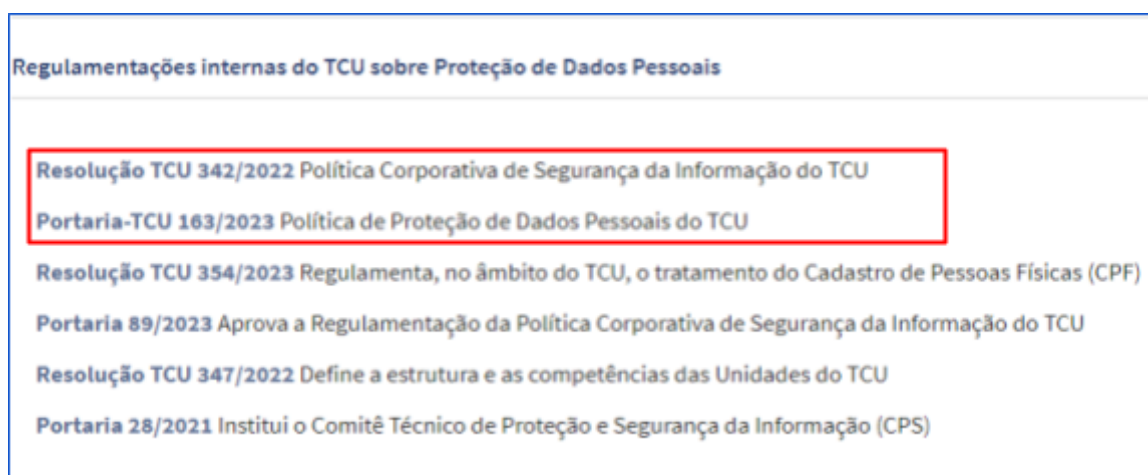 Regulamentações internas do TCU sobre Proteção de Dados Pessoais
Resolução TCU 342/2022 Política Corporativa de Segurança da Informação do TCU
Portaria-TCU 163/2023 Política de Proteção de Dados Pessoais do TCU
Resolução TCU 354/2023 Regulamenta, no âmbito do TCU, o tratamento do Cadastro de Pessoas Físicas (CPF)
Portaria 89/2023 Aprova a Regulamentação da Política Corporativa de Segurança da Informação do TCU
Resolução TCU 347/2022 Define a estrutura e as competências das Unidades do TCU
Portaria 28/2021 Institui o Comitê Técnico de Proteção e Segurança da Informação (CPS)